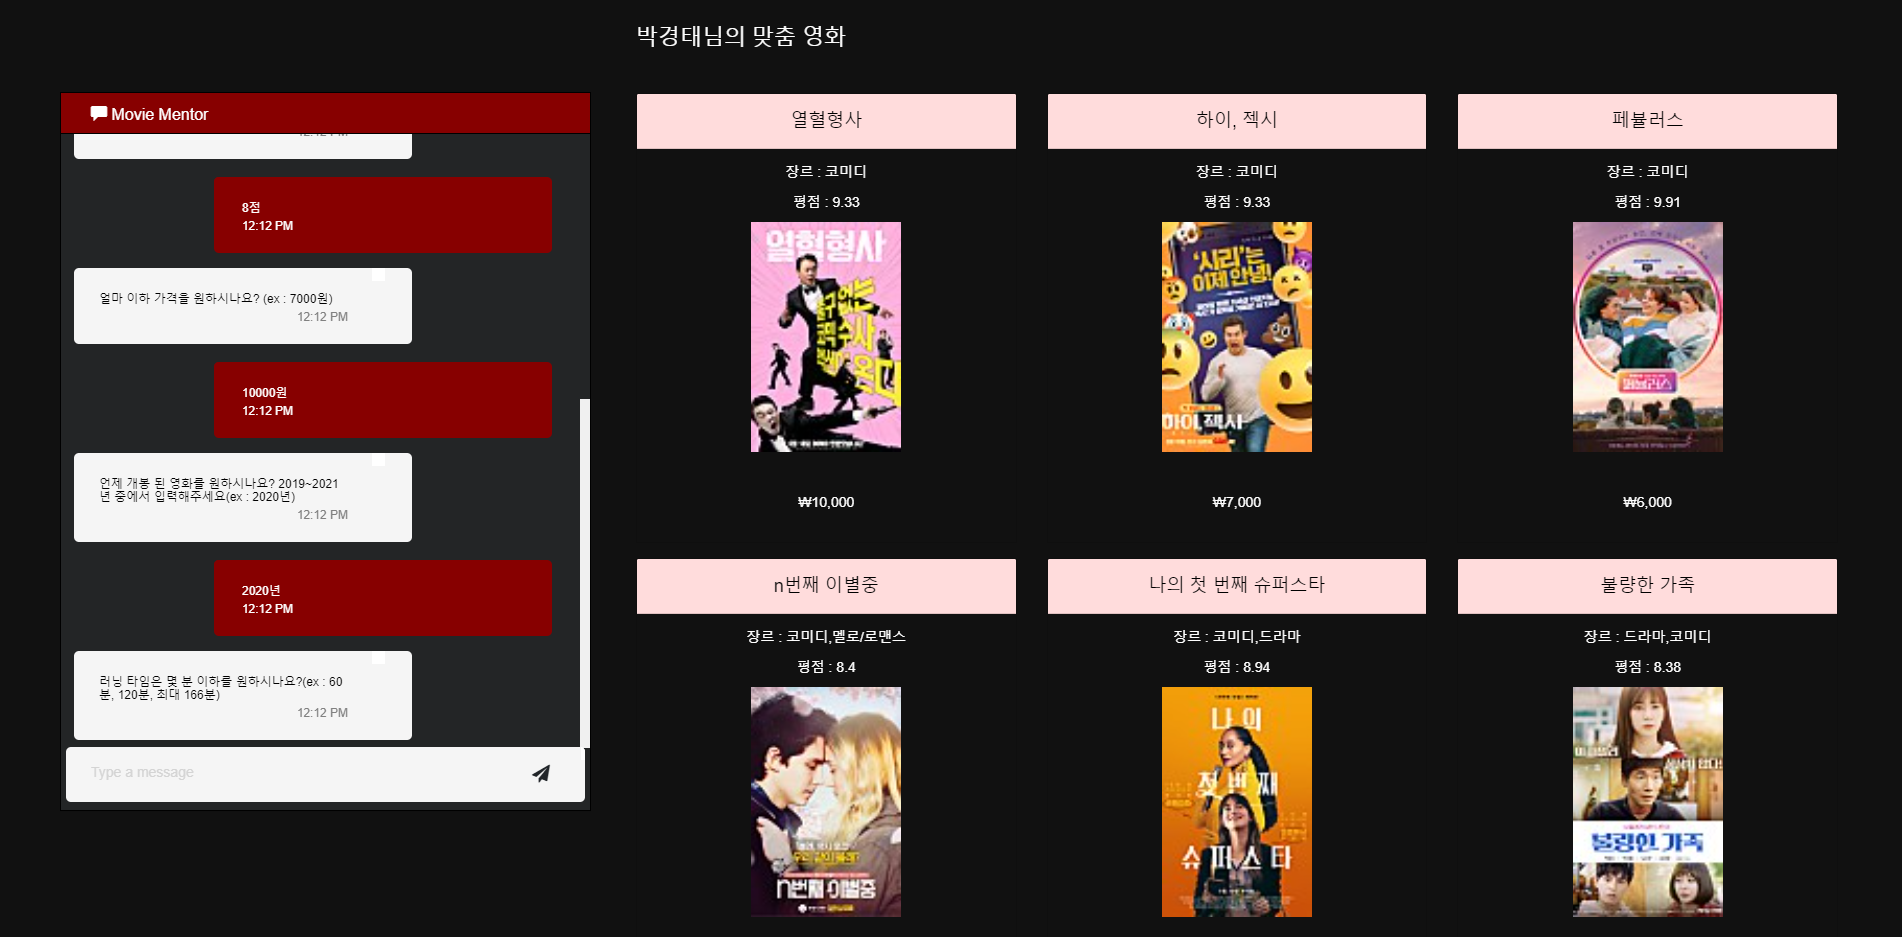 박경태님의 맞춤 영화
Movie Mentor
8점
12:12 PM
얼마 이하 가격을 원하시나요? (ex : 7000원)
12:12 PM
10000원
12:12 PM
언제 개봉 된 영화를 원하시나요? 2019~2021
년 중에서 입력해주세요(ex : 2020년)
12:12 PM
2020년
12:12 PM
러닝 타임은 몇 분 이하를 원하시나요?(ex : 60
분, 120분, 최대 166분)
12:12 PM
Type a message
열혈형사
장르 : 코미디
평점 : 9.33
열혈형사
₩10,000
하이, 젝시
장르 : 코미디
평점 : 9.33
'시리'는
이제 안녕!
하이, 젝시
₩7,000
페뷸러스
장르 : 코미디
평점 : 9.91
페뷸러스
₩6,000
n번째 이별중
장르 : 코미디,멜로/로맨스
평점 : 8.4
n번째 이별중
나의 첫 번째 슈퍼스타
장르 : 코미디,드라마
평점 : 8.94
나의
첫번째
슈퍼스타
불량한 가족
장르 : 드라마,코미디
평점 : 8.38
불량한 가족